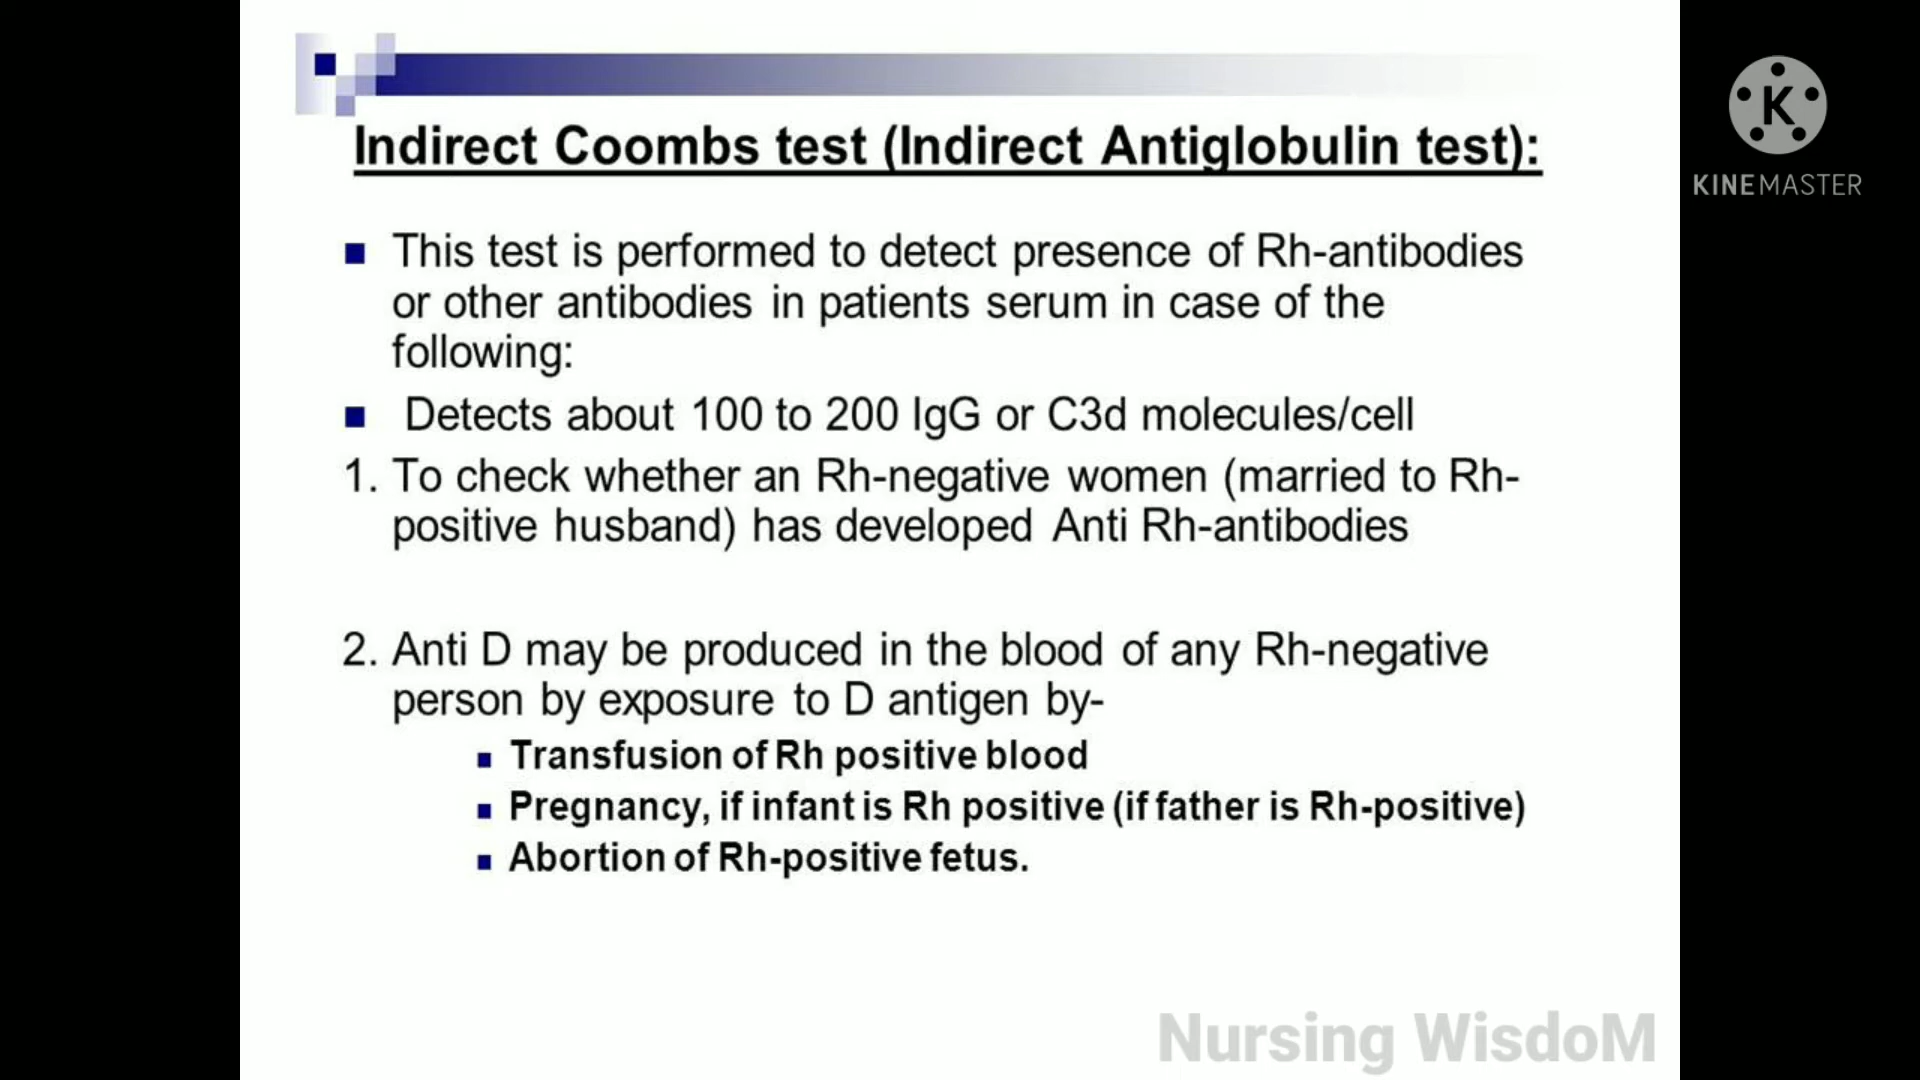 Indirect Coombs test (Indirect Antiglobulin test):
This test is performed to detect presence of Rh-antibodies
or other antibodies in patients serum in case of the
following:
Detects about 100 to 200 IgG or C3d molecules/cell
1. To check whether an Rh-negative women (married to Rh-
positive husband) has developed Anti Rh-antibodies
2. Anti D may be produced in the blood of any Rh-negative
person by exposure to D antigen by-
Transfusion of Rh positive blood
Pregnancy, if infant is Rh positive (if father is Rh-positive)
Abortion of Rh-positive fetus.
K
KINEMASTER
Nursing WisdoM